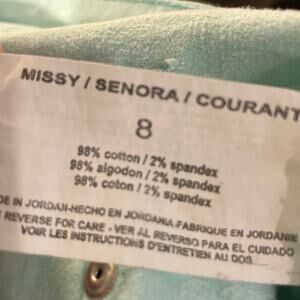 MISSY / SENORA / COURANT
8
98% cotton / 2% spandex
98% algodon / 2% spandex
98% coton / 2% spandex
DE IN JORDAN-HECHO EN JORDANIA-FABRIQUE EN JORDANIE
REVERSE FOR CARE - VER AL REVERSO PARA EL CUIDADO
VOIR LES INSTRUCTIONS D'ENTRETIEN AU DOS